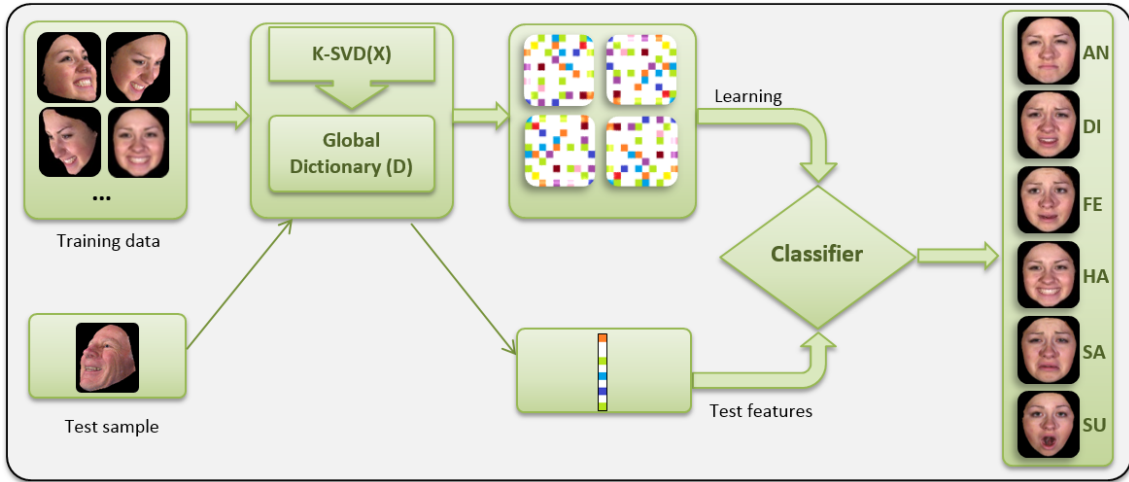 K-SVD(X)
Global
Dictionary (D)
...
Training data
Test sample
Learning
Classifier
Test features
AN
DI
FE
HA
SA
SU